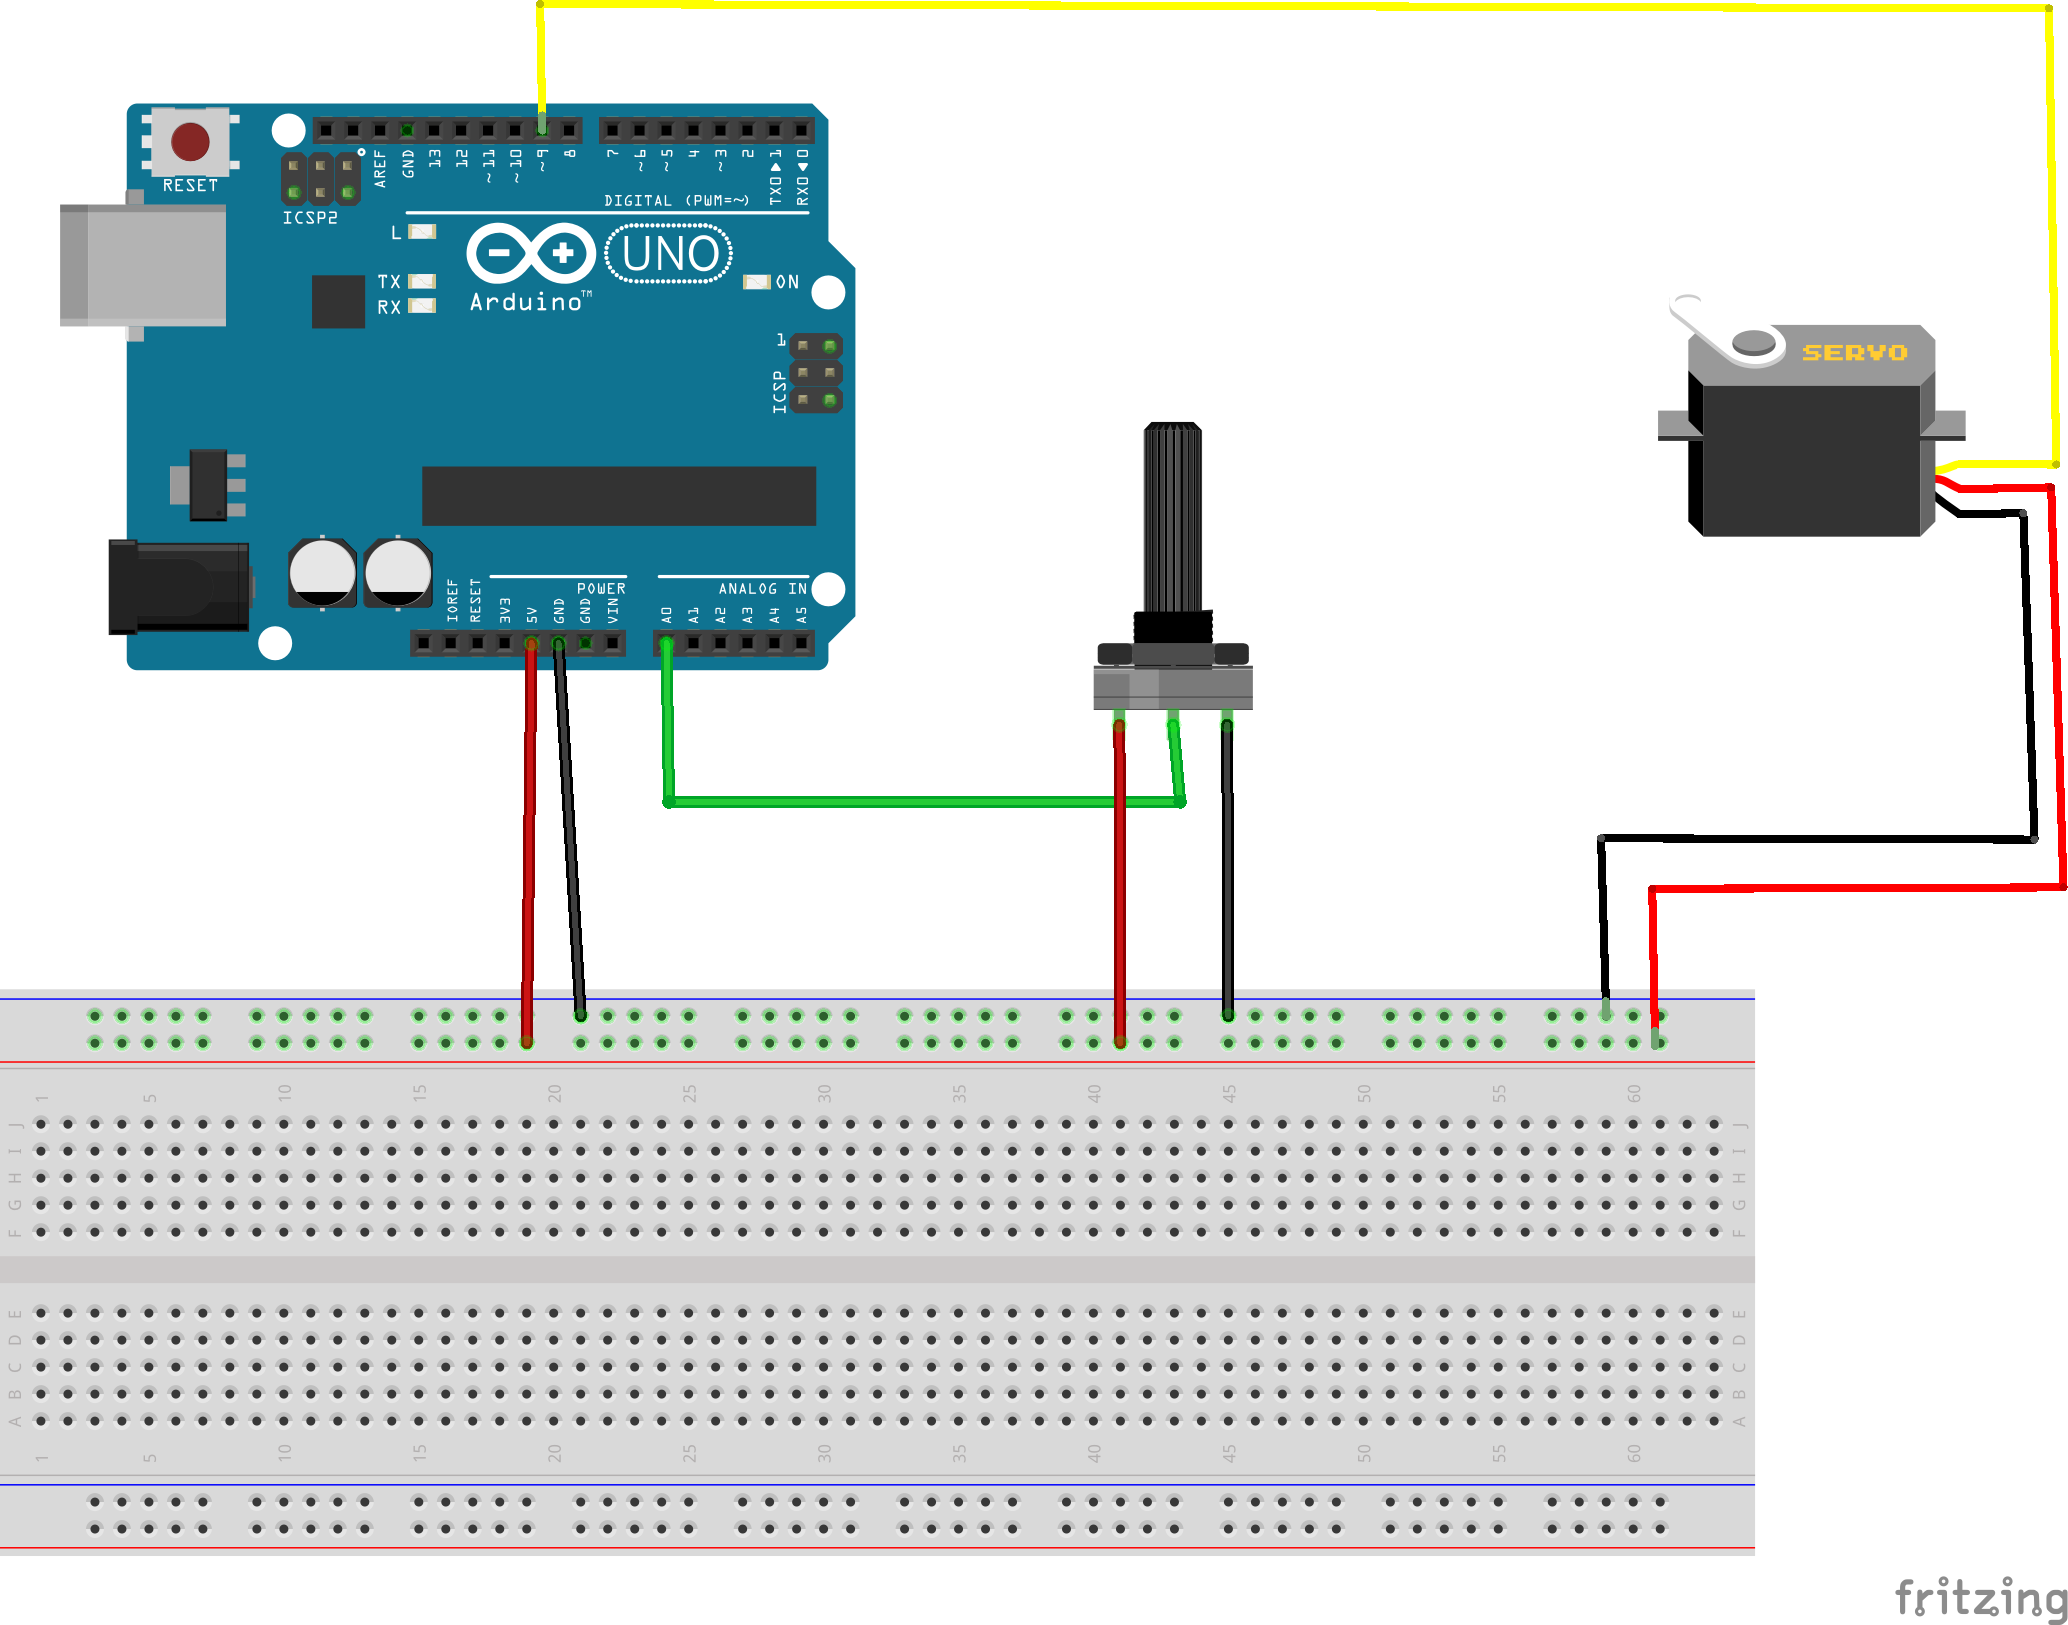 RESET
ICSP2
AREF
GND
13
12
~11
~10
~9
8
7
~6
~5
4
~3
2
TX0▶1
RX0◀0
DIGITAL (PWM=~)
L
TX
RX
Arduino™
UNO
ON
1
ICSP
SERVO
IOREF
RESET
3V3
5V
GND
GND
VIN
POWER
ANALOG IN
A0
A1
A2
A3
A4
A5
1 5 10 15 20 25 30 35 40 45 50 55 60
J J
I I
H H
G G
F F
E E
D D
C C
B B
A A
1 5 10 15 20 25 30 35 40 45 50 55 60
fritzing